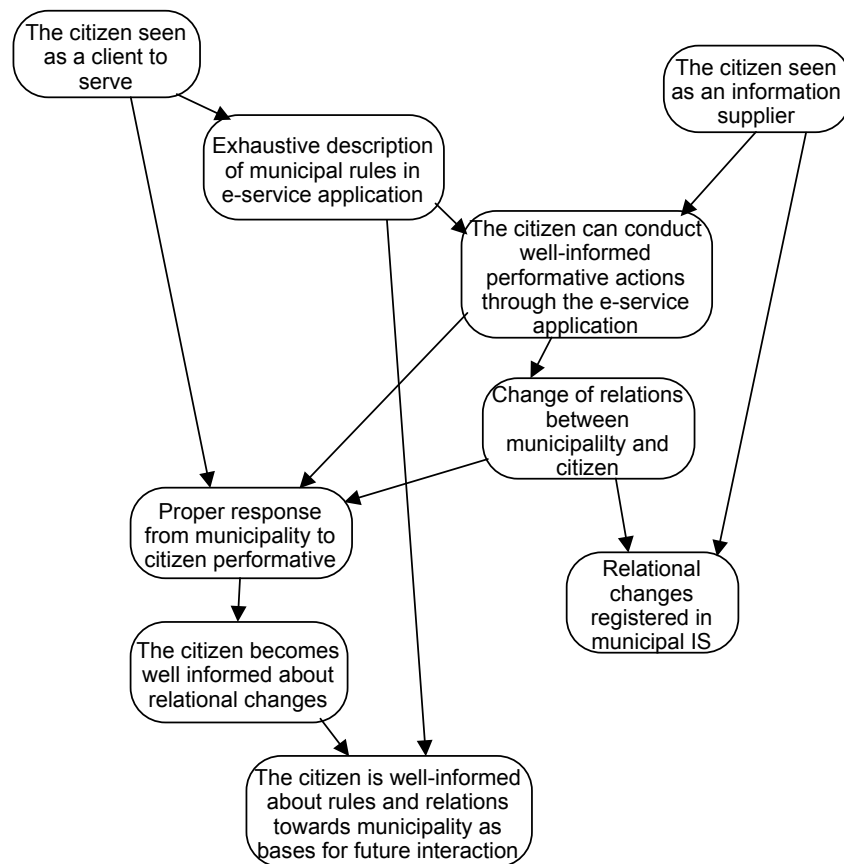 The citizen seen
as a client to
serve
The citizen seen
as an information
supplier
Exhaustive description
of municipal rules in
e-service application
The citizen can conduct
well-informed
performative actions
through the e-service
application
Change of relations
between
municipalilty and
citizen
Proper response
from municipality to
citizen performative
Relational
changes
registered in
municipal IS
The citizen becomes
well informed about
relational changes
The citizen is well-informed
about rules and relations
towards municipality as
bases for future interaction